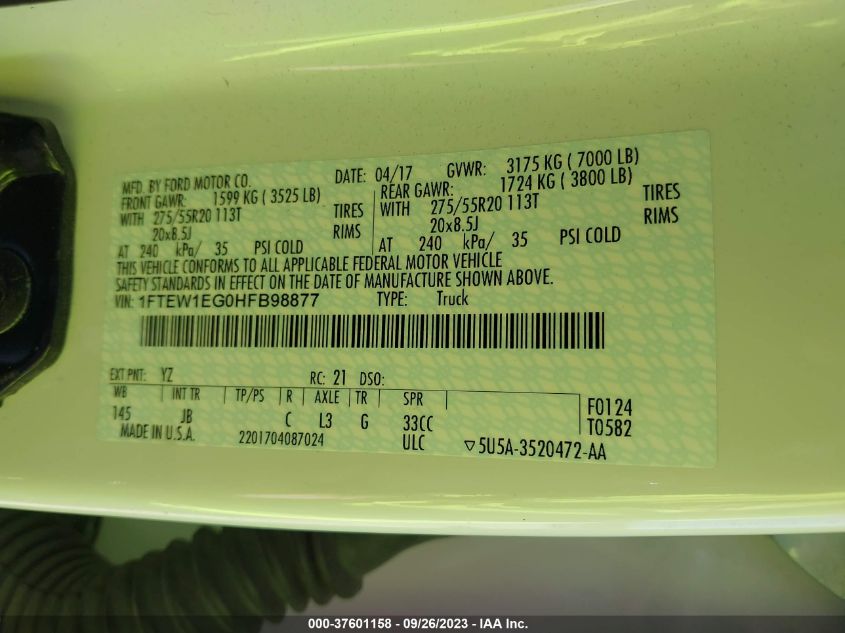 MFD. BY FORD MOTOR CO. DATE: 04/17 GVWR: 3175 KG ( 7000 LB)
FRONT GAWR: 1599 KG ( 3525 LB) REAR GAWR: 1724 KG ( 3800 LB)
WITH 275/55R20 113T TIRES WITH 275/55R20 113T TIRES
20x8.5J RIMS 20x8.5J RIMS
AT 240 kPa/ 35 PSI COLD AT 240 kPa/ 35 PSI COLD
THIS VEHICLE CONFORMS TO ALL APPLICABLE FEDERAL MOTOR VEHICLE
SAFETY STANDARDS IN EFFECT ON THE DATE OF MANUFACTURE SHOWN ABOVE.
VIN: 1FTEW1EG0HFB98877 TYPE: Truck
EXT PNT: YZ RC: 21 DSO:
WB INT TR TP/PS R AXLE TR SPR
145 JB C L3 G 33CC F0124
MADE IN U.S.A. 2201704087024 ULC T0582
▽5U5A-3520472-AA
000-37601158 - 09/26/2023 - IAA Inc.